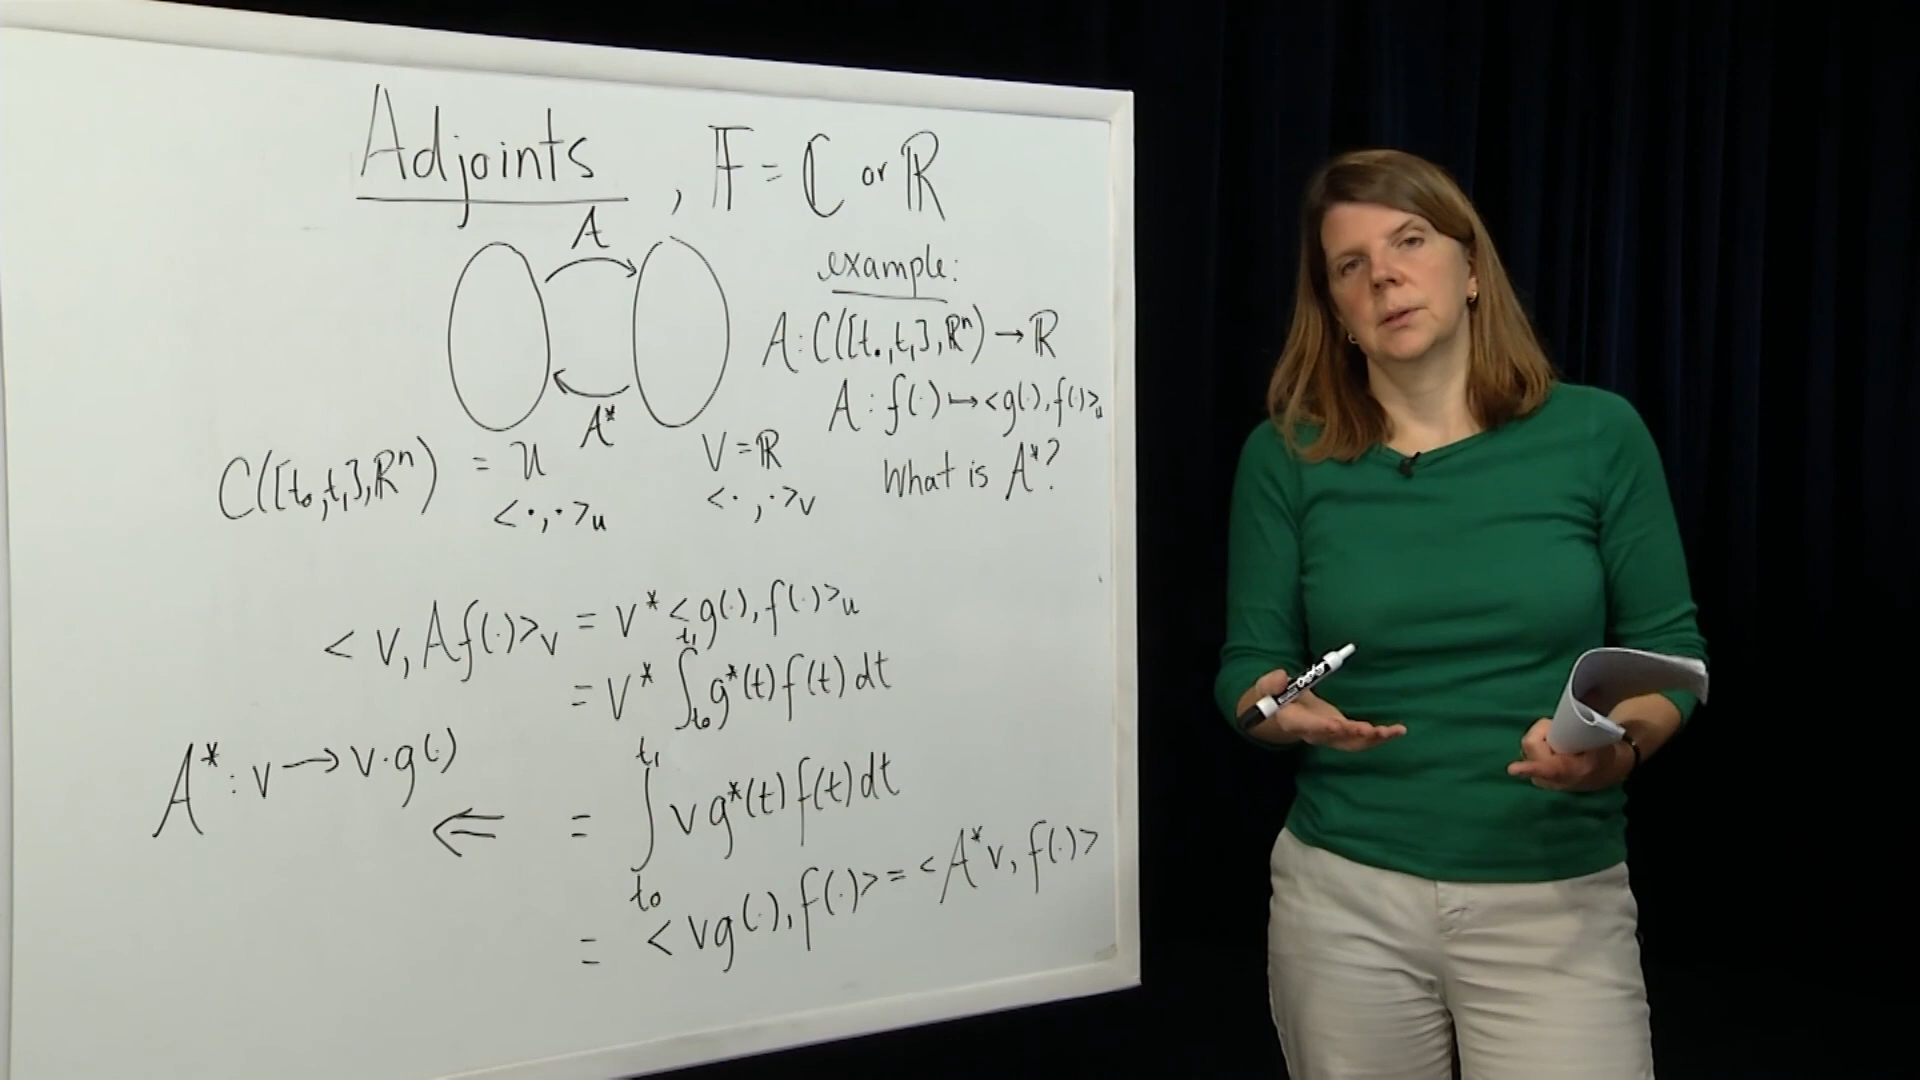 Adjoints , 𝔽 = ℂ or ℝ
A
example:
A : C([t₀,t₁],ℝⁿ) → ℝ
A : f(·) ↦ <g(·), f(·)>ᵤ
A*
C([t₀,t₁],ℝⁿ) = U
V = ℝ
What is A*?
<·,·>ᵤ
<·,·>ᵥ
<v, Af(·)>ᵥ = v* <g(·), f(·)>ᵤ
= v* ∫_{t₀}^{t₁} g*(t) f(t) dt
A* : v → v·g(·)
⇐ = ∫_{t₀}^{t₁} v g*(t) f(t) dt
= <vg(·), f(·)> = <A*v, f(·)>
EXPO